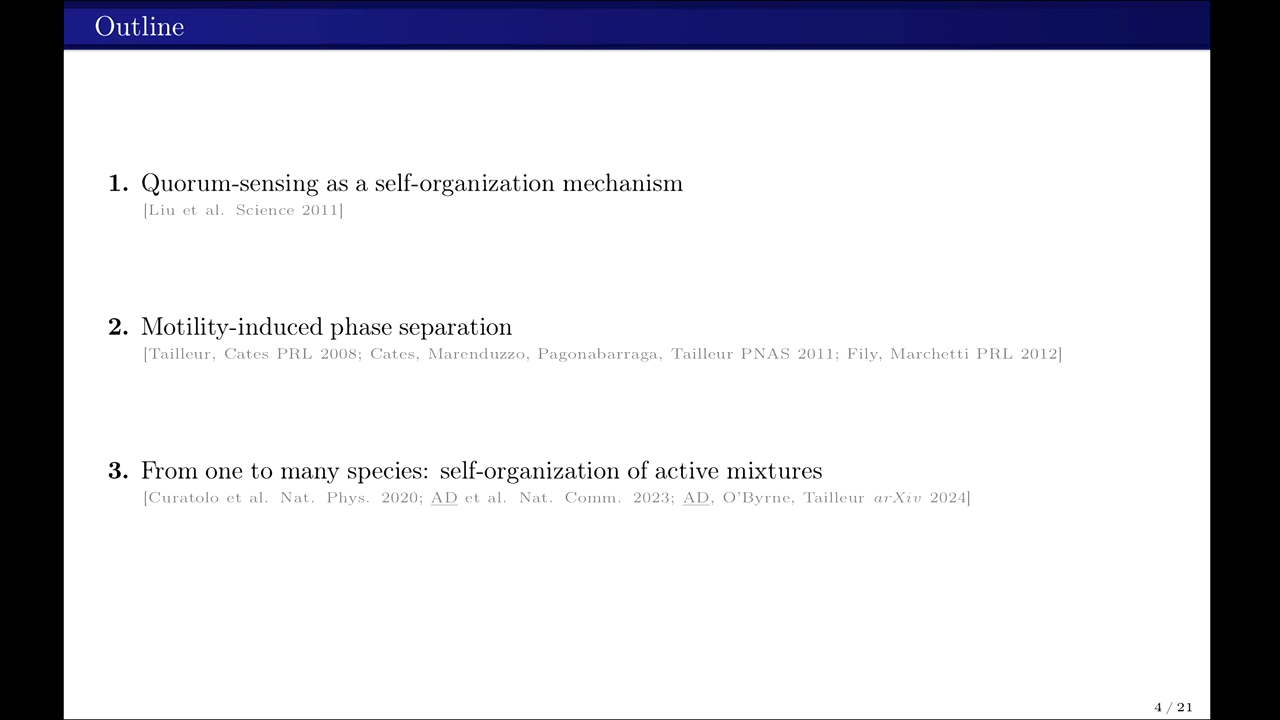 Outline
1. Quorum-sensing as a self-organization mechanism
[Liu et al. Science 2011]
2. Motility-induced phase separation
[Tailleur, Cates PRL 2008; Cates, Marenduzzo, Pagonabarraga, Tailleur PNAS 2011; Fily, Marchetti PRL 2012]
3. From one to many species: self-organization of active mixtures
[Curatolo et al. Nat. Phys. 2020; AD et al. Nat. Comm. 2023; AD, O'Byrne, Tailleur arXiv 2024]
4 / 21